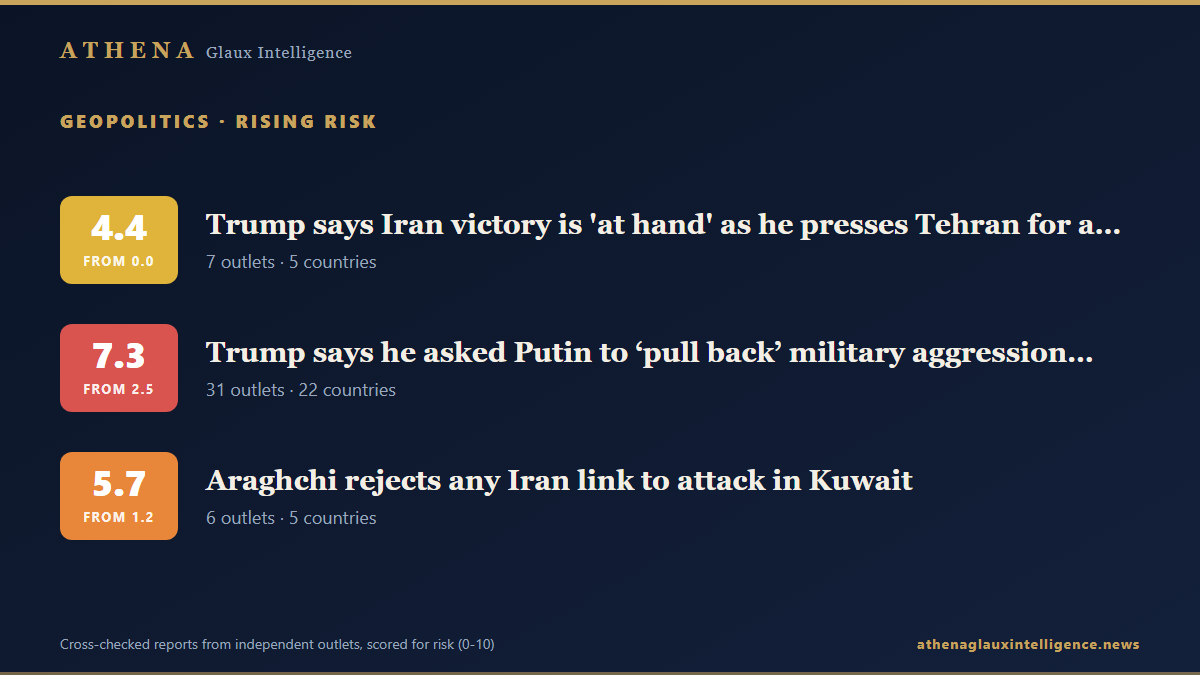 ATHENA Glaux Intelligence
GEOPOLITICS · RISING RISK
4.4
FROM 0.0
Trump says Iran victory is 'at hand' as he presses Tehran for a...
7 outlets · 5 countries
7.3
FROM 2.5
Trump says he asked Putin to ‘pull back’ military aggression...
31 outlets · 22 countries
5.7
FROM 1.2
Araghchi rejects any Iran link to attack in Kuwait
6 outlets · 5 countries
Cross-checked reports from independent outlets, scored for risk (0-10)
athenaglauxintelligence.news